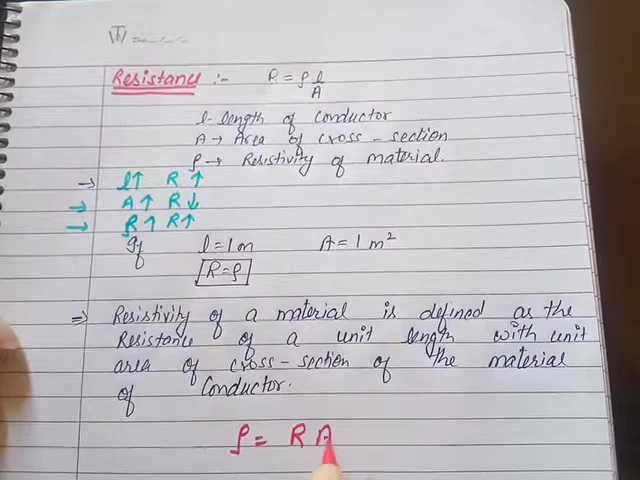 Resistance :- R = ρ l/A
l - length of conductor
A → Area of cross-section
ρ → Resistivity of material.
→ l↑ R ↑
→ A↑ R↓
→ R↑ R↑
If l = 1m A = 1 m²
R = ρ
⇒ Resistivity of a material is defined as the
Resistance of a unit length with unit
area of cross-section of the material
of Conductor.
ρ = R A